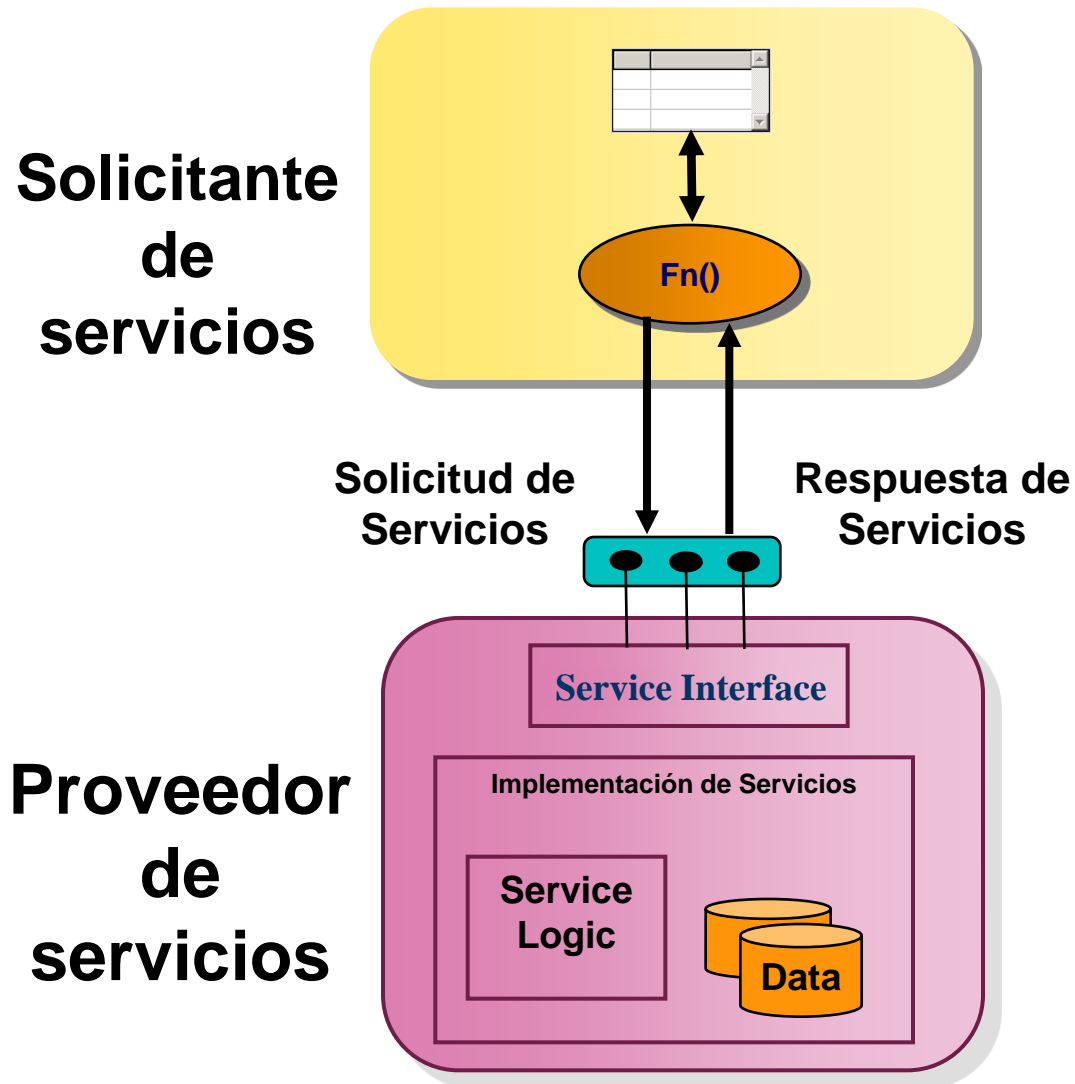 Solicitante
de
servicios
Fn()
Solicitud de
Servicios
Respuesta de
Servicios
Proveedor
de
servicios
Service Interface
Implementación de Servicios
Service
Logic
Data